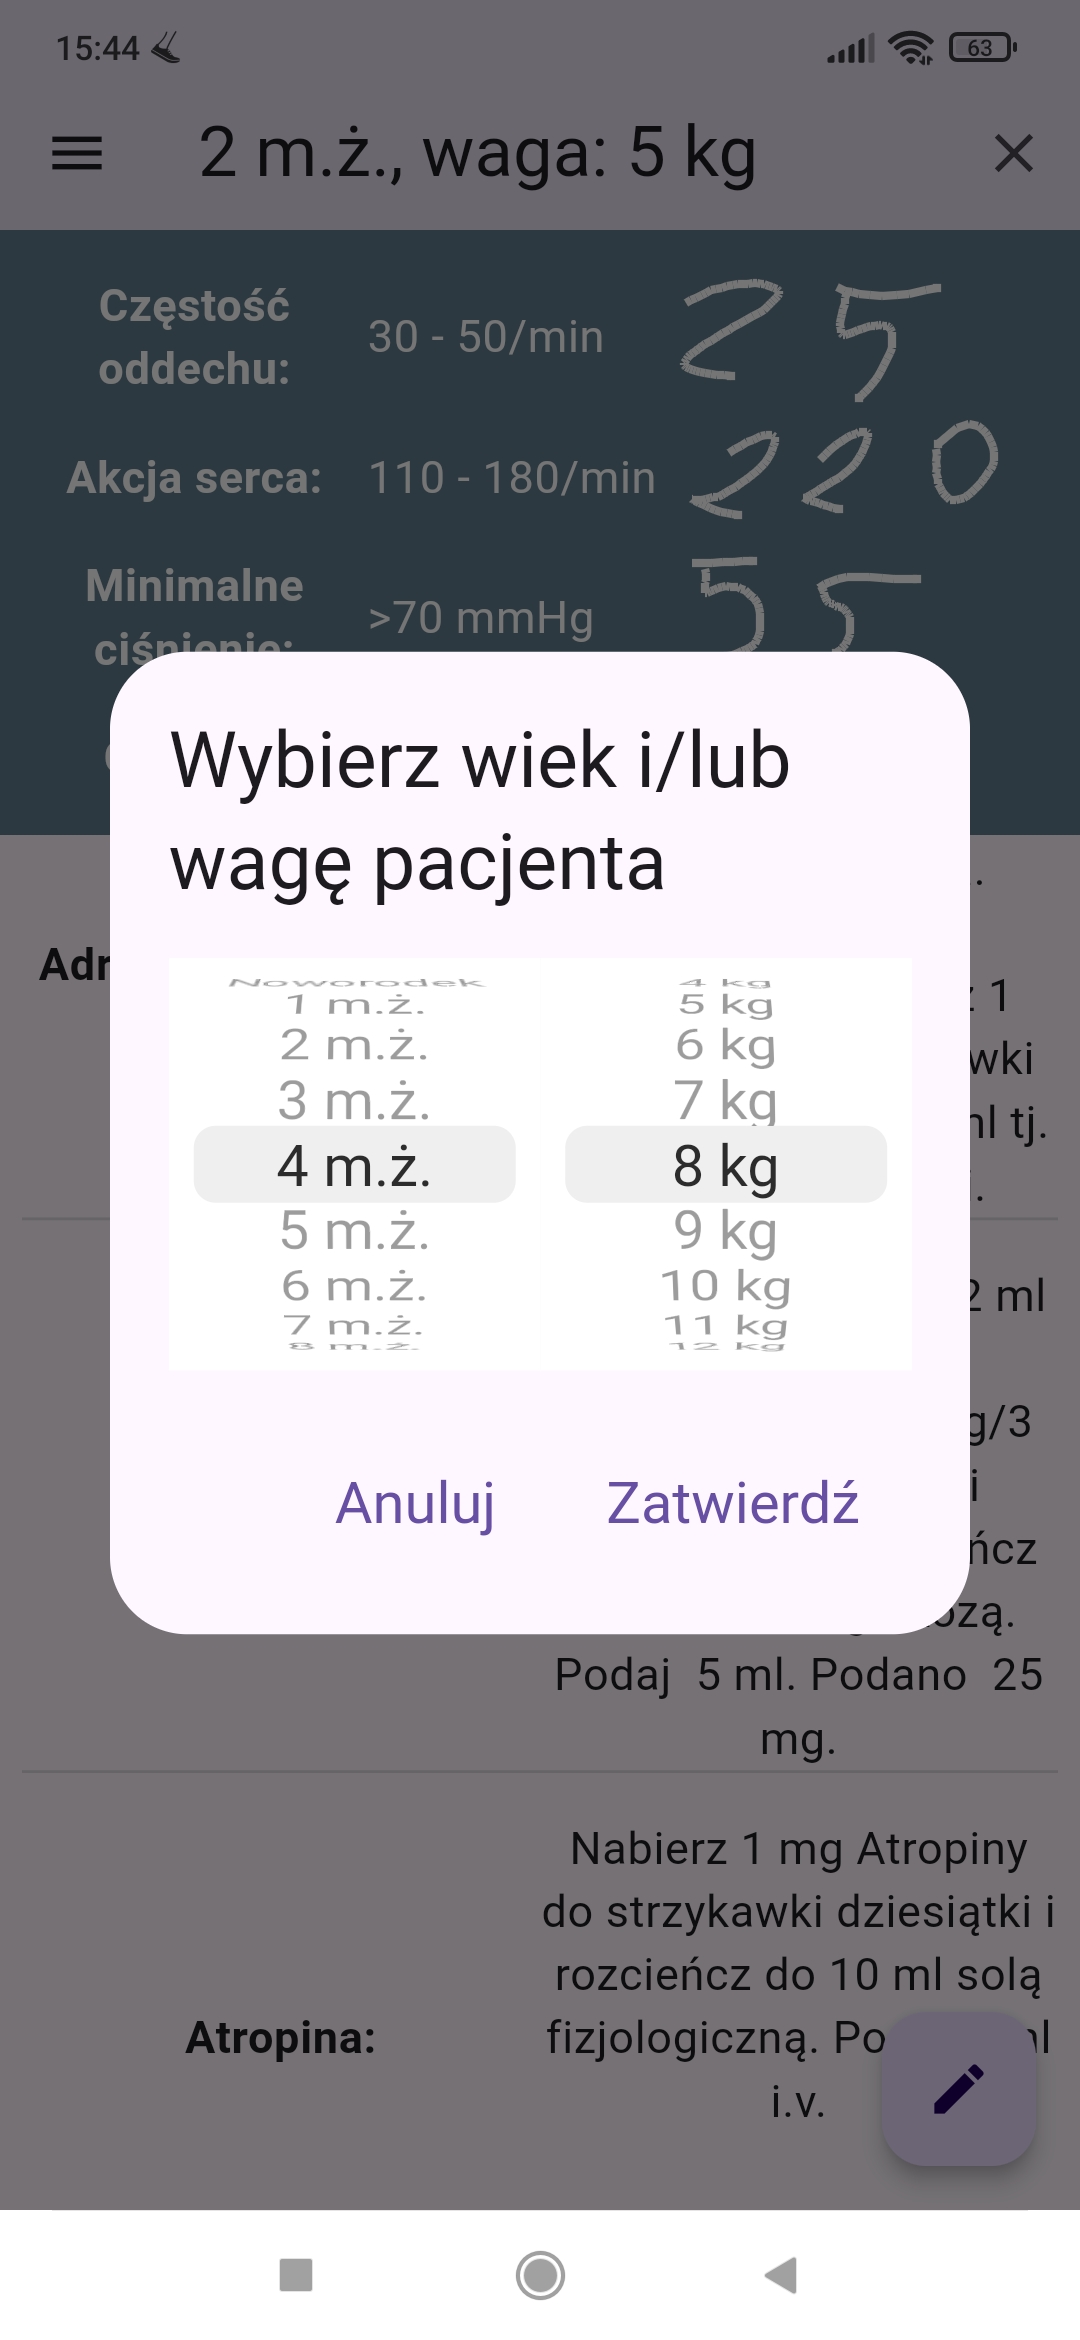 15:44 63
2 m.ż., waga: 5 kg
Częstość
oddechu:
30 - 50/min
25
Akcja serca:
110 - 180/min
220
Minimalne
ciśnienie:
>70 mmHg
55
Wybierz wiek i/lub
wagę pacjenta
Noworodek 4 kg
1 m.ż. 5 kg
2 m.ż. 6 kg
3 m.ż. 7 kg
4 m.ż. 8 kg
5 m.ż. 9 kg
6 m.ż. 10 kg
7 m.ż. 11 kg
8 m.ż. 12 kg
Anuluj Zatwierdź
Adr
1
wki
tj.
2 ml
g/3
i
ńcz
ozą.
Podaj 5 ml. Podano 25
mg.
Atropina:
Nabierz 1 mg Atropiny
do strzykawki dziesiątki i
rozcieńcz do 10 ml solą
fizjologiczną. Po
i.v.